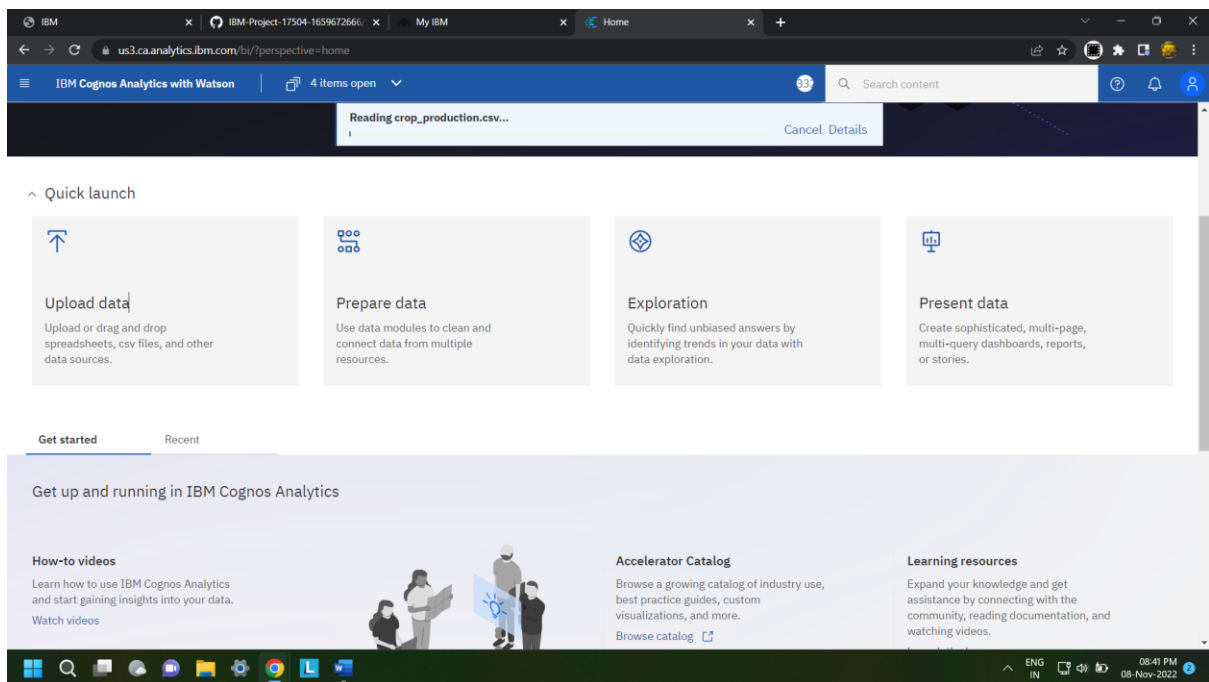 IBM
IBM-Project-17504-1659672666/
My IBM
Home
us3.ca.analytics.ibm.com/bi/?perspective=home
IBM Cognos Analytics with Watson
4 items open
Search content
Reading crop_production.csv...
Cancel Details
Quick launch
Upload data
Upload or drag and drop
spreadsheets, csv files, and other
data sources.
Prepare data
Use data modules to clean and
connect data from multiple
resources.
Exploration
Quickly find unbiased answers by
identifying trends in your data with
data exploration.
Present data
Create sophisticated, multi-page,
multi-query dashboards, reports,
or stories.
Get started
Recent
Get up and running in IBM Cognos Analytics
How-to videos
Learn how to use IBM Cognos Analytics
and start gaining insights into your data.
Watch videos
Accelerator Catalog
Browse a growing catalog of industry use,
best practice guides, custom
visualizations, and more.
Browse catalog
Learning resources
Expand your knowledge and get
assistance by connecting with the
community, reading documentation, and
watching videos.
L
ENG
IN
08:41 PM
08-Nov-2022
2